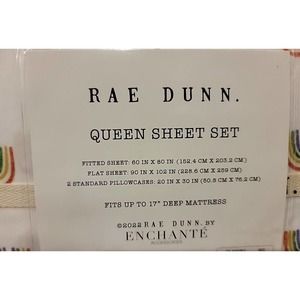 RAE DUNN.
QUEEN SHEET SET
FITTED SHEET: 60 IN X 80 IN (152.4 CM X 203.2 CM)
FLAT SHEET: 90 IN X 102 IN (228.6 CM X 259 CM)
2 STANDARD PILLOWCASES: 20 IN X 30 IN (50.8 CM X 76.2 CM)
FITS UP TO 17" DEEP MATTRESS
©2022 RAE DUNN. BY
ENCHANTÉ
ACCESSORIES